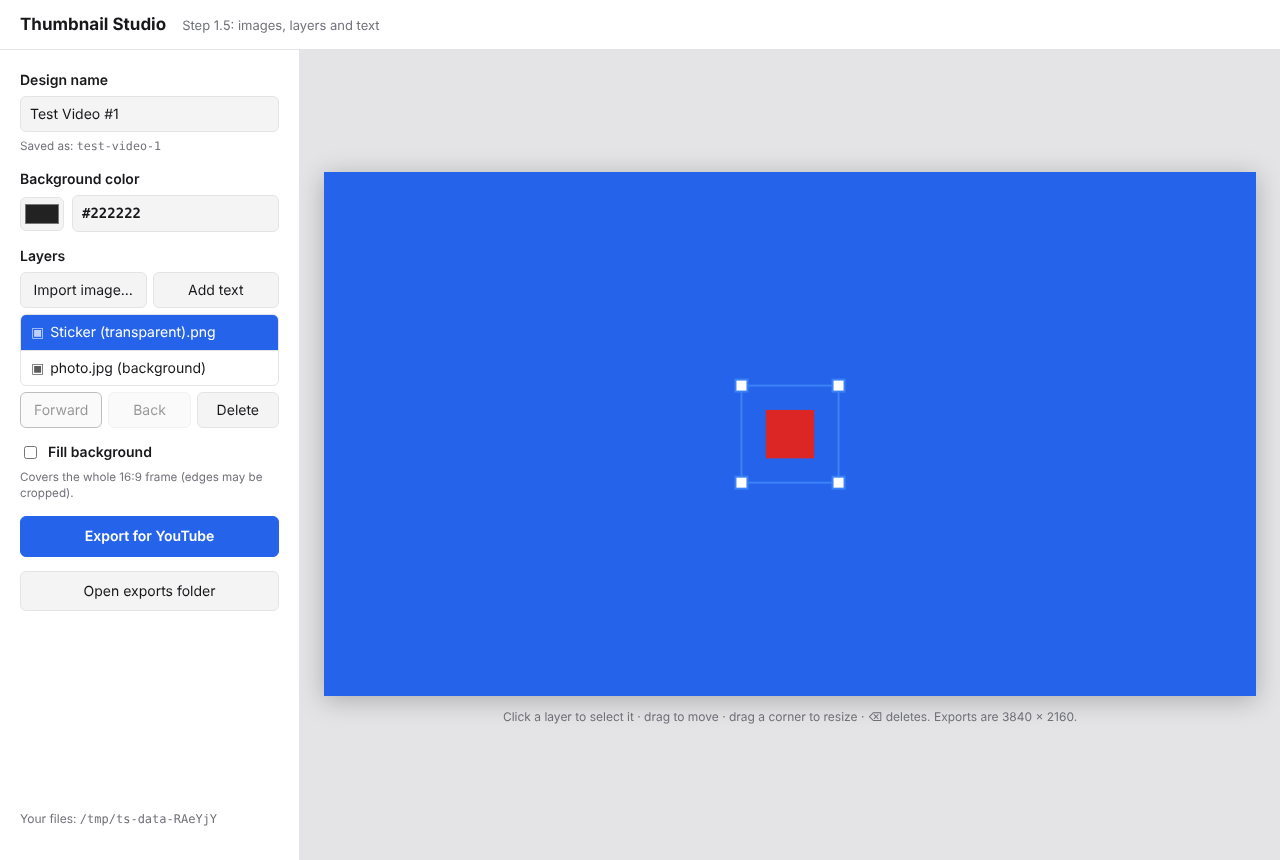 Thumbnail Studio Step 1.5: images, layers and text
Design name
Test Video #1
Saved as: test-video-1
Background color
#222222
Layers
Import image... Add text
Sticker (transparent).png
photo.jpg (background)
Forward Back Delete
Fill background
Covers the whole 16:9 frame (edges may be
cropped).
Export for YouTube
Open exports folder
Click a layer to select it · drag to move · drag a corner to resize · ⌫ deletes. Exports are 3840 × 2160.
Your files: /tmp/ts-data-RAeYjY